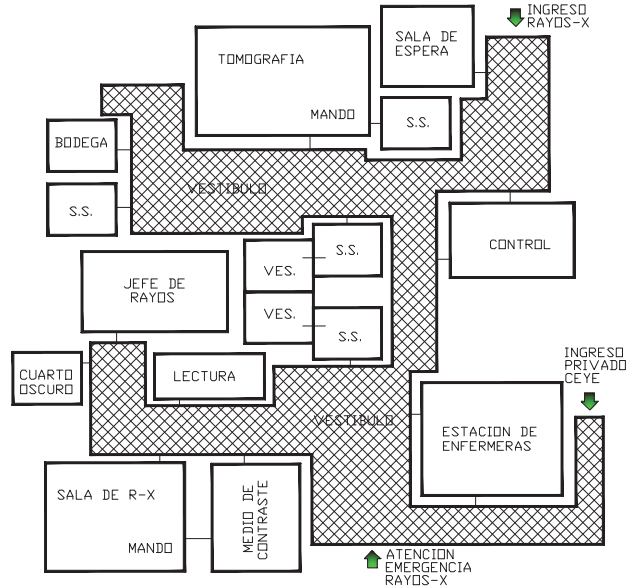 INGRESO
RAYOS-X
SALA DE
ESPERA
TOMOGRAFIA
MANDO
S.S.
BODEGA
VESTIBULO
S.S.
S.S.
CONTROL
VES.
JEFE DE
RAYOS
VES.
S.S.
INGRESO
PRIVADO
CEYE
CUARTO
OSCURO
LECTURA
VESTIBULO
ESTACION DE
ENFERMERAS
SALA DE R-X
MANDO
MEDIO DE
CONTRASTE
ATENCION
EMERGENCIA
RAYOS-X